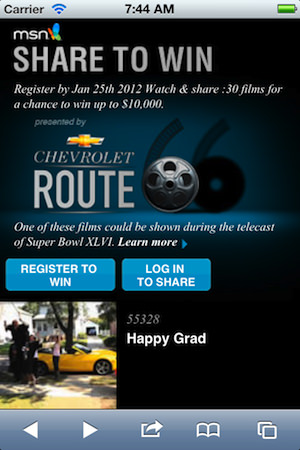 Carrier 7:44 AM
msn
SHARE TO WIN
Register by Jan 25th 2012 Watch & share :30 films for
a chance to win up to $10,000.
presented by
CHEVROLET
ROUTE 66
One of these films could be shown during the telecast
of Super Bowl XLVI. Learn more
REGISTER TO
WIN
LOG IN
TO SHARE
55328
Happy Grad